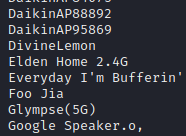 DaikinAP88892
DaikinAP95869
DivineLemon
Elden Home 2.4G
Everyday I'm Bufferin'
Foo Jia
Glympse(5G)
Google Speaker.o,